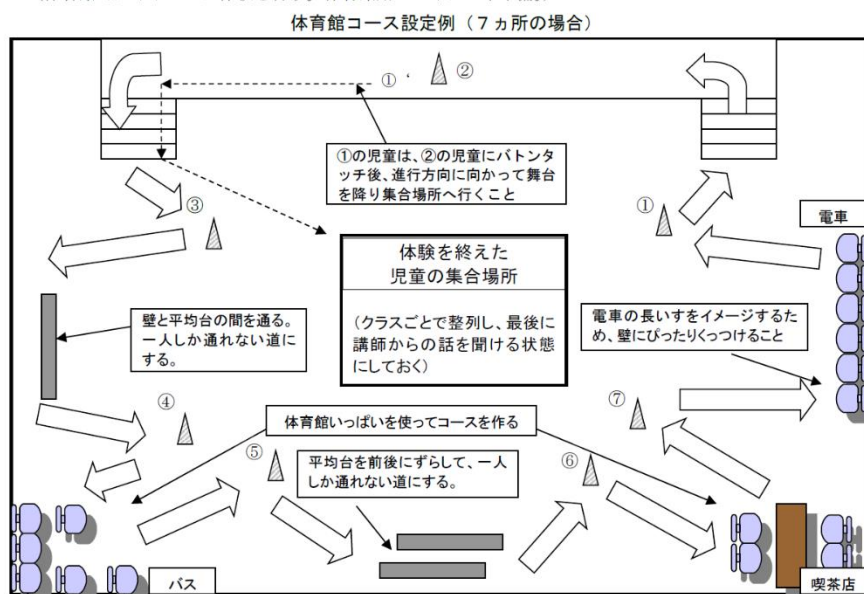 体育館コース設定例（７ヵ所の場合）
①
②
①の児童は、②の児童にバトンタ
ッチ後、進行方向に向かって舞台
を降り集合場所へ行くこと
③
①
電車
体験を終えた
児童の集合場所
（クラスごとで整列し、最後に
講師からの話を聞ける状態
にしておく）
壁と平均台の間を通る。
一人しか通れない道に
する。
電車の長いすをイメージするた
め、壁にぴったりくっつけること
④
体育館いっぱいを使ってコースを作る
⑦
⑤
平均台を前後にずらして、一人
しか通れない道にする。
⑥
バス
喫茶店